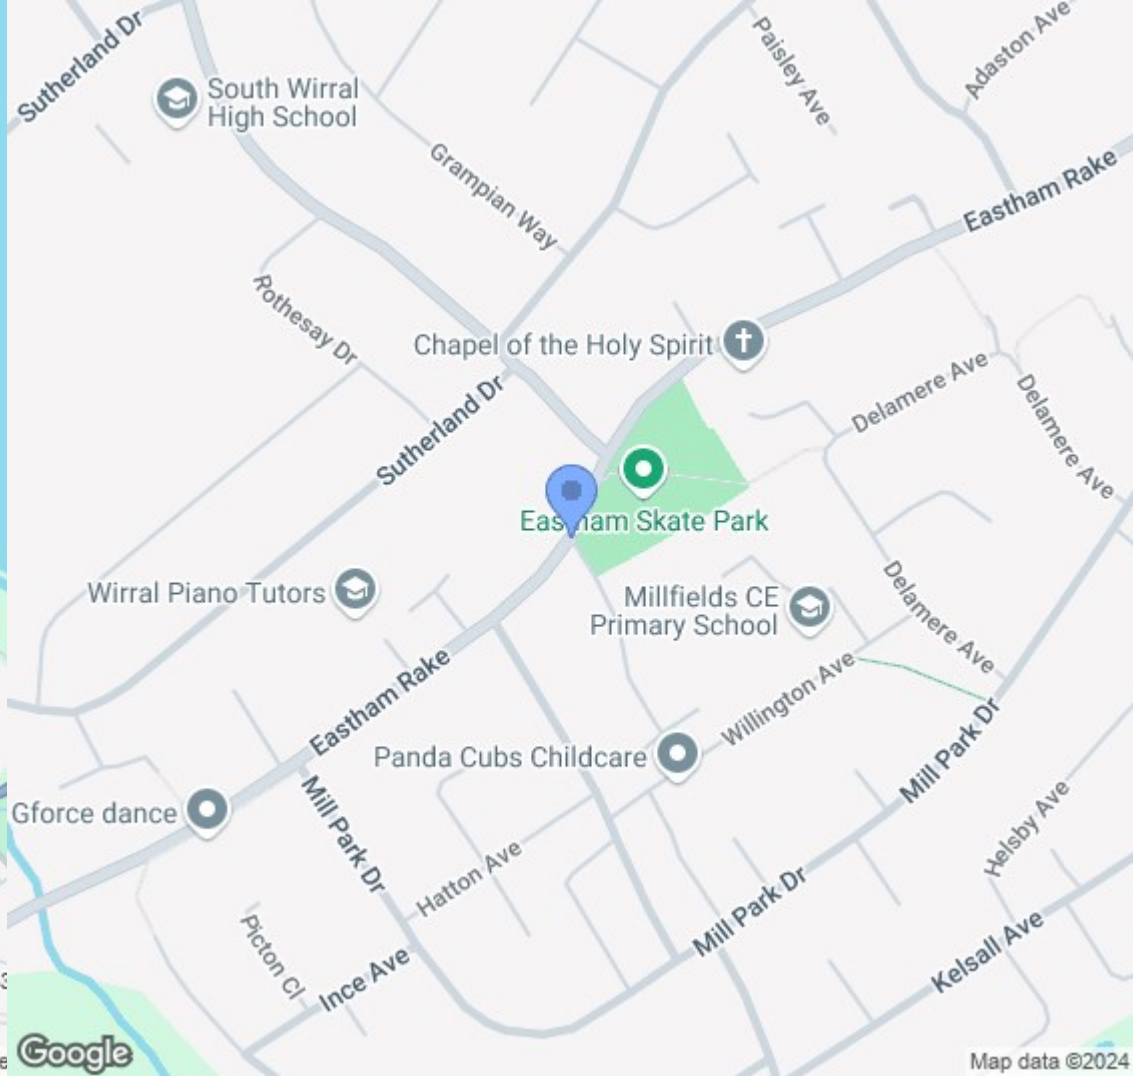 Sutherland Dr
Paisley Ave
Adaston Ave
South Wirral
High School
Grampian Way
Eastham Rake
Rothesay Dr
Chapel of the Holy Spirit
Delamere Ave
Delamere Ave
Sutherland Dr
Eastham Skate Park
Wirral Piano Tutors
Millfields CE
Primary School
Delamere Ave
Eastham Rake
Willington Ave
Panda Cubs Childcare
Mill Park Dr
Gforce dance
Mill Park Dr
Helsby Ave
Hatton Ave
Mill Park Dr
Picton Cl
Ince Ave
Kelsall Ave
Google
Map data ©2024